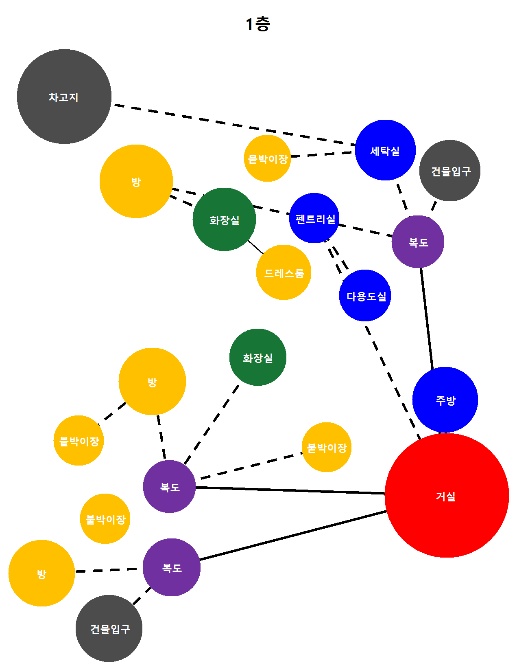 1층
차고지
세탁실
붙박이장
건물입구
방
화장실
펜트리실
복도
드레스룸
다용도실
화장실
방
주방
붙박이장
붙박이장
복도
거실
붙박이장
복도
방
건물입구